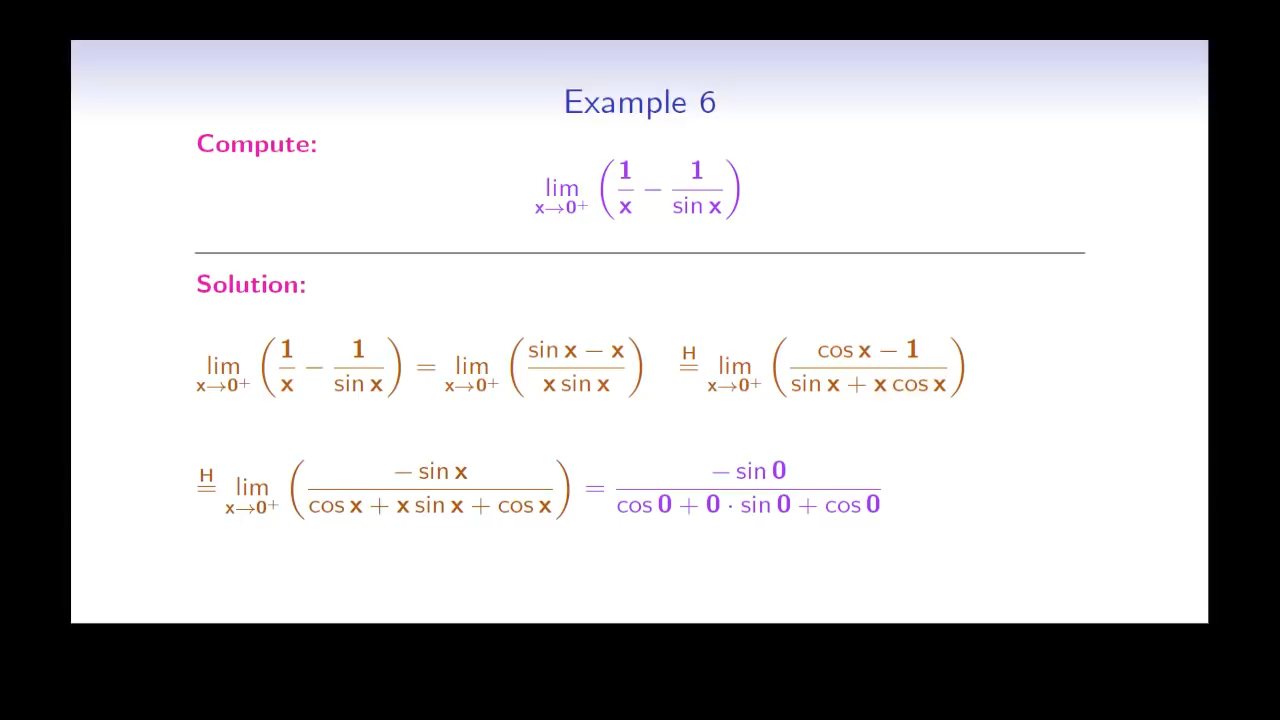 Example 6
Compute:
lim_{x→0⁺} (1/x − 1/sin x)
Solution:
lim_{x→0⁺} (1/x − 1/sin x) = lim_{x→0⁺} ((sin x − x)/(x sin x)) =^H lim_{x→0⁺} ((cos x − 1)/(sin x + x cos x))
=^H lim_{x→0⁺} ((− sin x)/(cos x + x sin x + cos x)) = (− sin 0)/(cos 0 + 0 · sin 0 + cos 0)